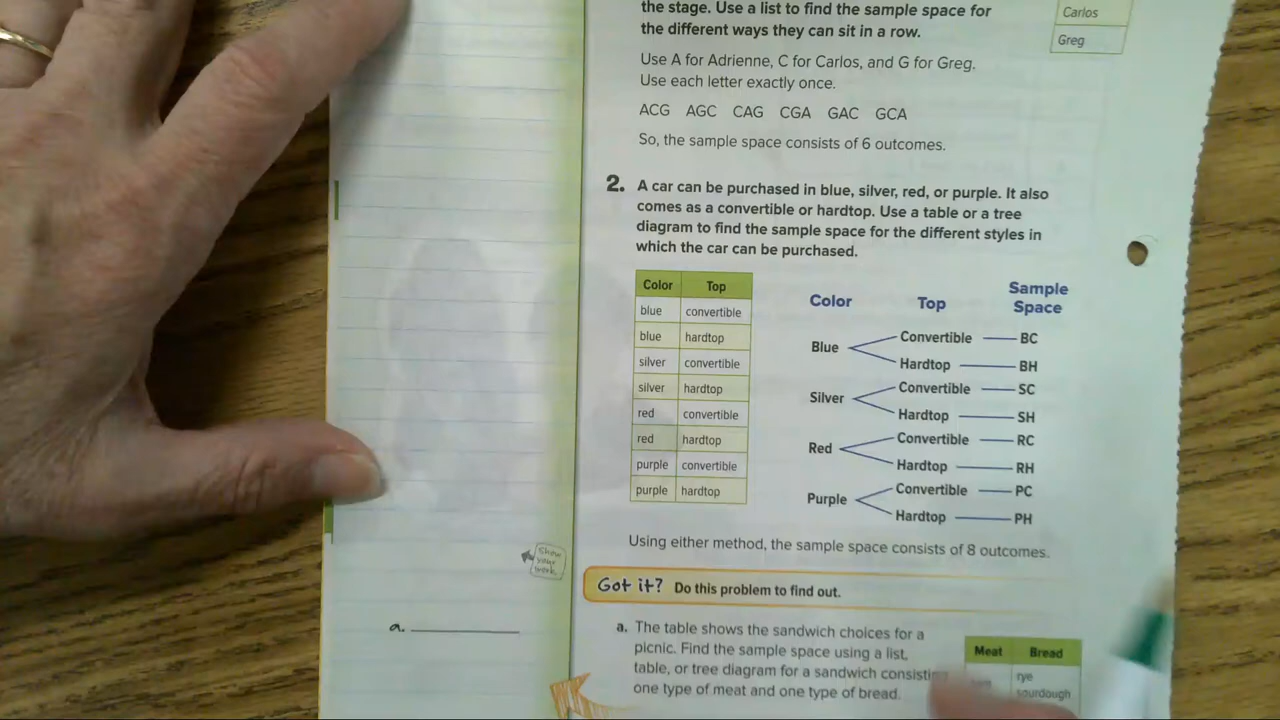 the stage. Use a list to find the sample space for
the different ways they can sit in a row.
Carlos
Greg
Use A for Adrienne, C for Carlos, and G for Greg.
Use each letter exactly once.
ACG AGC CAG CGA GAC GCA
So, the sample space consists of 6 outcomes.
2. A car can be purchased in blue, silver, red, or purple. It also
comes as a convertible or hardtop. Use a table or a tree
diagram to find the sample space for the different styles in
which the car can be purchased.
Color Top
blue convertible
blue hardtop
silver convertible
silver hardtop
red convertible
red hardtop
purple convertible
purple hardtop
Color Top Sample
Space
Blue Convertible BC
Hardtop BH
Silver Convertible SC
Hardtop SH
Red Convertible RC
Hardtop RH
Purple Convertible PC
Hardtop PH
Using either method, the sample space consists of 8 outcomes.
Show
your
work.
Got it? Do this problem to find out.
a.
a. The table shows the sandwich choices for a
picnic. Find the sample space using a list,
table, or tree diagram for a sandwich
one type of meat and one type of bread.
Meat Bread
rye
sourdough